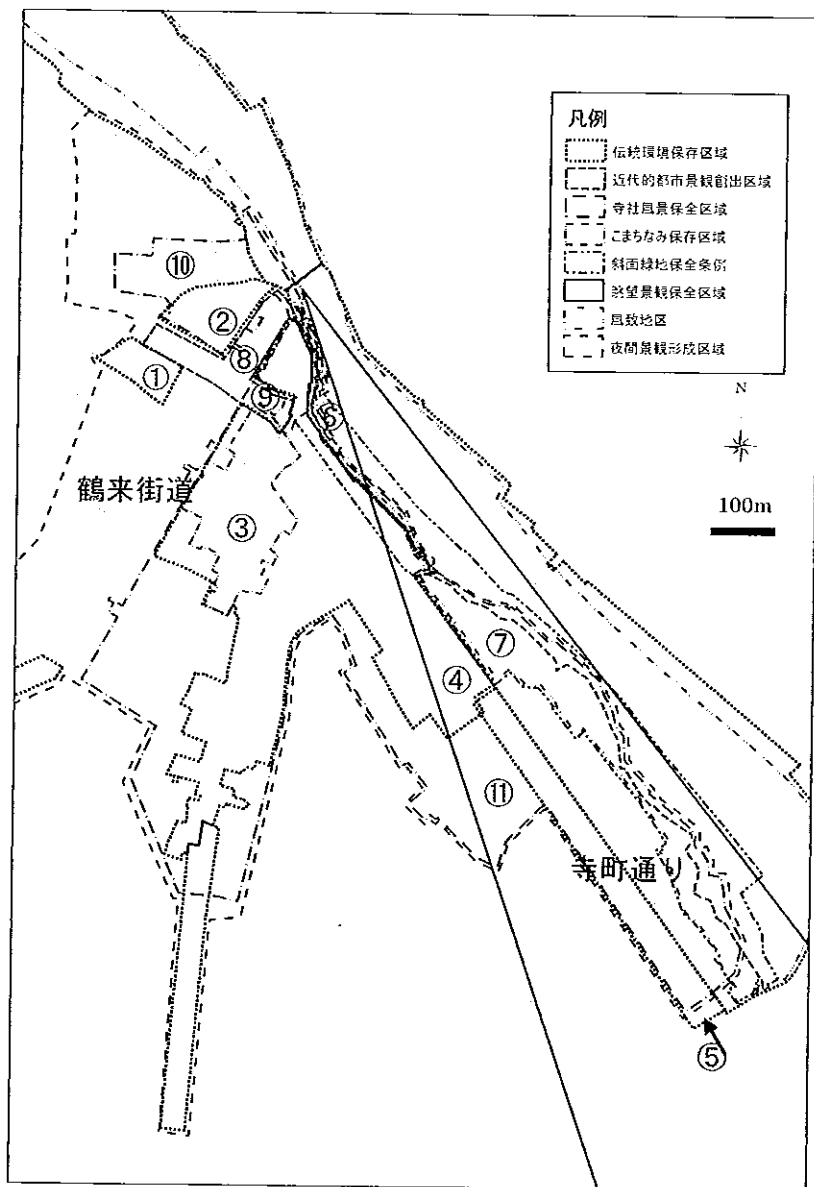 凡例
伝統環境保存区域
近代的都市景観創出区域
寺社風景保全区域
こまちなみ保存区域
斜面緑地保全条例
眺望景観保全区域
風致地区
夜間景観形成区域
N
100m
⑩
②
⑧
①
⑨
⑥
鶴来街道
③
⑦
④
⑪
寺町通り
⑤